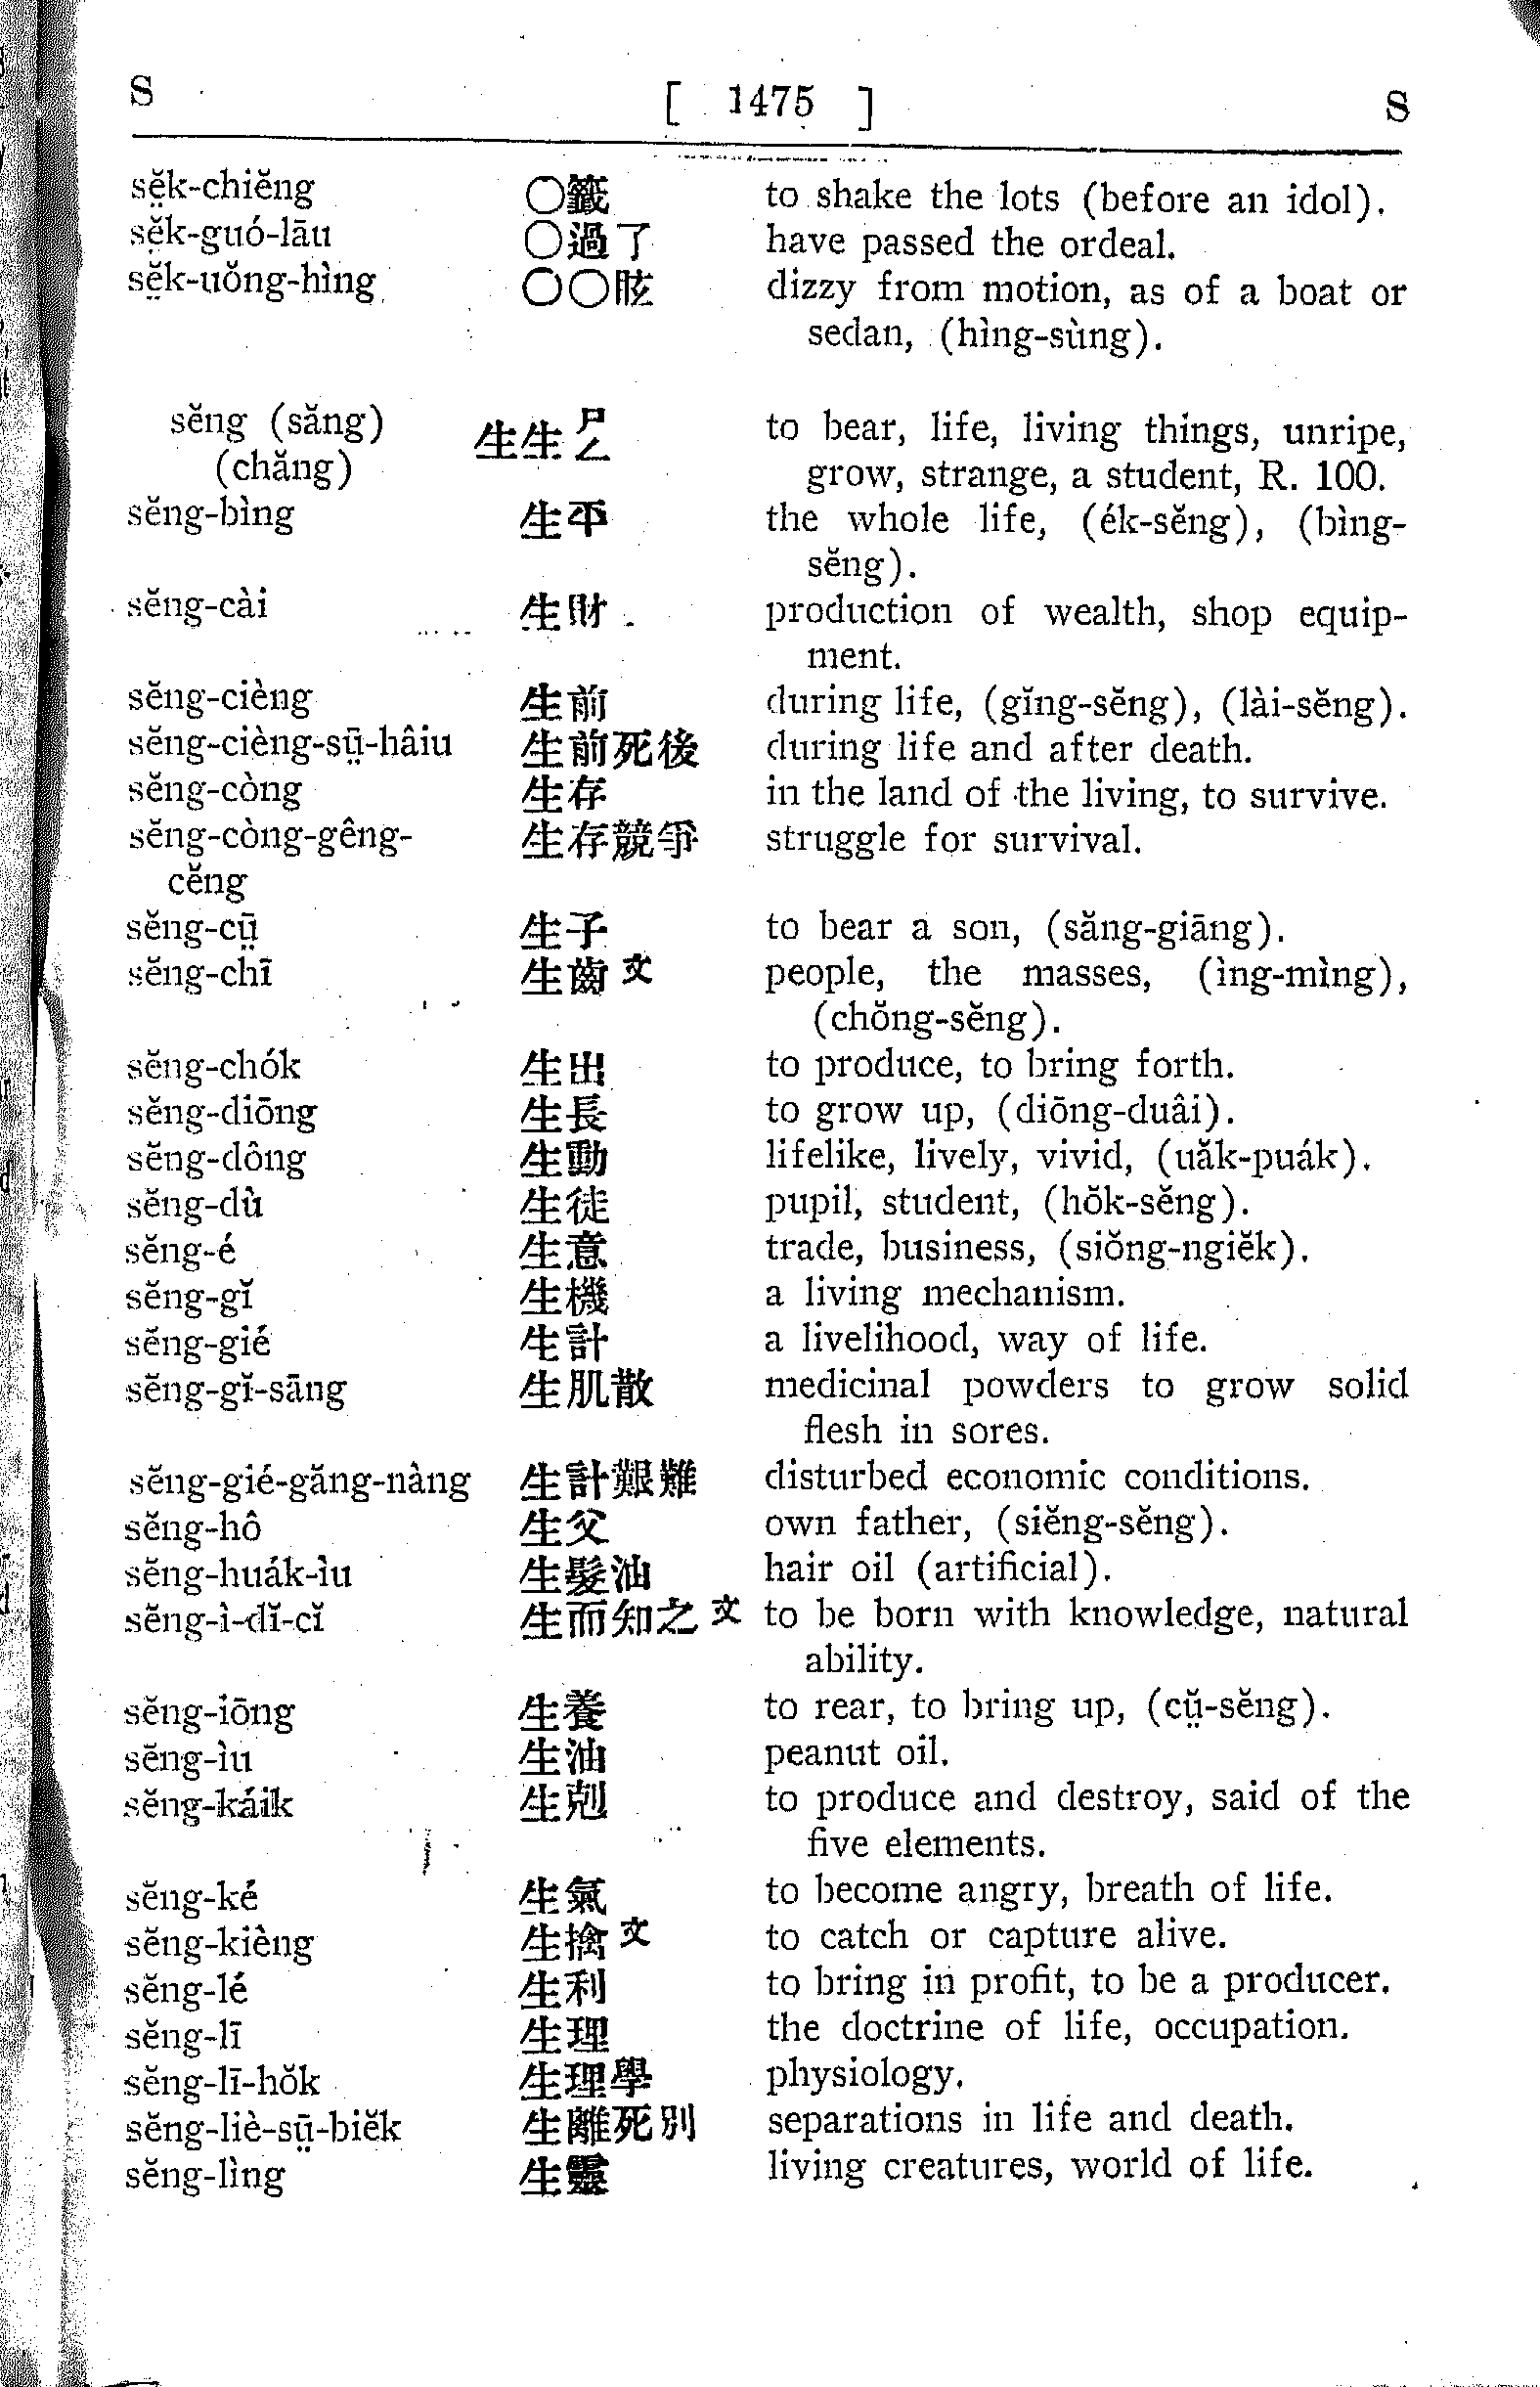 S [ 1475 ] S
sĕ̤k-chiĕng ○籤 to shake the lots (before an idol).
sĕ̤k-guó-lāu ○過了 have passed the ordeal.
sĕ̤k-uŏng-hìng ○○眩 dizzy from motion, as of a boat or
sedan, (hìng-sùng).
sĕng (săng) 生生ㄕㄥ to bear, life, living things, unripe,
(chăng) grow, strange, a student, R. 100.
sĕng-bìng 生平 the whole life, (ék-sĕng), (bìng-
sĕng).
sĕng-cài 生財 production of wealth, shop equip-
ment.
sĕng-cièng 生前 during life, (gĭng-sĕng), (lài-sĕng).
sĕng-cièng-sṳ̄-hâiu 生前死後 during life and after death.
sĕng-còng 生存 in the land of the living, to survive.
sĕng-còng-gêng- 生存競爭 struggle for survival.
cĕng
sĕng-cṳ̄ 生子 to bear a son, (săng-giāng).
sĕng-chī 生齒文 people, the masses, (ìng-mìng),
(chŏng-sĕng).
sĕng-chók 生出 to produce, to bring forth.
sĕng-diōng 生長 to grow up, (diōng-duâi).
sĕng-dông 生動 lifelike, lively, vivid, (uăk-puák).
sĕng-dù 生徒 pupil, student, (hŏk-sĕng).
sĕng-é 生意 trade, business, (siŏng-ngiĕk).
sĕng-gĭ 生機 a living mechanism.
sĕng-gié 生計 a livelihood, way of life.
sĕng-gĭ-sāng 生肌散 medicinal powders to grow solid
flesh in sores.
sĕng-gié-găng-nàng 生計艱難 disturbed economic conditions.
sĕng-hô 生父 own father, (siĕng-sĕng).
sĕng-huák-ìu 生髮油 hair oil (artificial).
sĕng-ì-dĭ-cĭ 生而知之文 to be born with knowledge, natural
ability.
sĕng-iōng 生養 to rear, to bring up, (cṳ̆-sĕng).
sĕng-ìu 生油 peanut oil.
sĕng-káik 生剋 to produce and destroy, said of the
five elements.
sĕng-ké 生氣 to become angry, breath of life.
sĕng-kièng 生擒文 to catch or capture alive.
sĕng-lé 生利 to bring in profit, to be a producer.
sĕng-lī 生理 the doctrine of life, occupation.
sĕng-lī-hŏk 生理學 physiology.
sĕng-liè-sṳ̄-biĕk 生離死別 separations in life and death.
sĕng-lìng 生靈 living creatures, world of life.